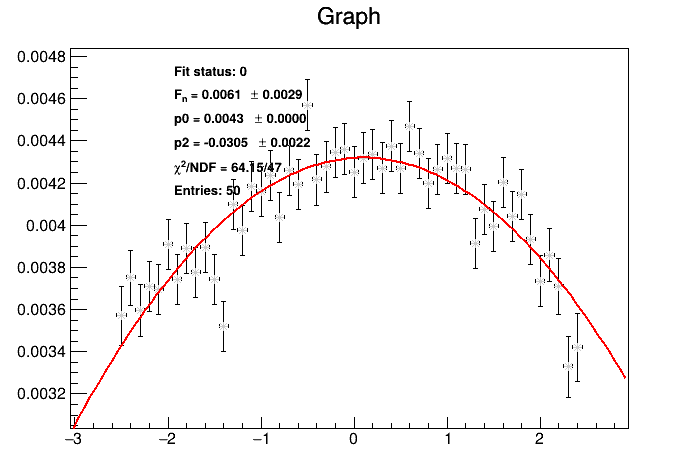 Graph
Fit status: 0
Fn = 0.0061 ± 0.0029
p0 = 0.0043 ± 0.0000
p2 = -0.0305 ± 0.0022
χ²/NDF = 64.15/47
Entries: 50
0.0048
0.0046
0.0044
0.0042
0.004
0.0038
0.0036
0.0034
0.0032
−3 −2 −1 0 1 2